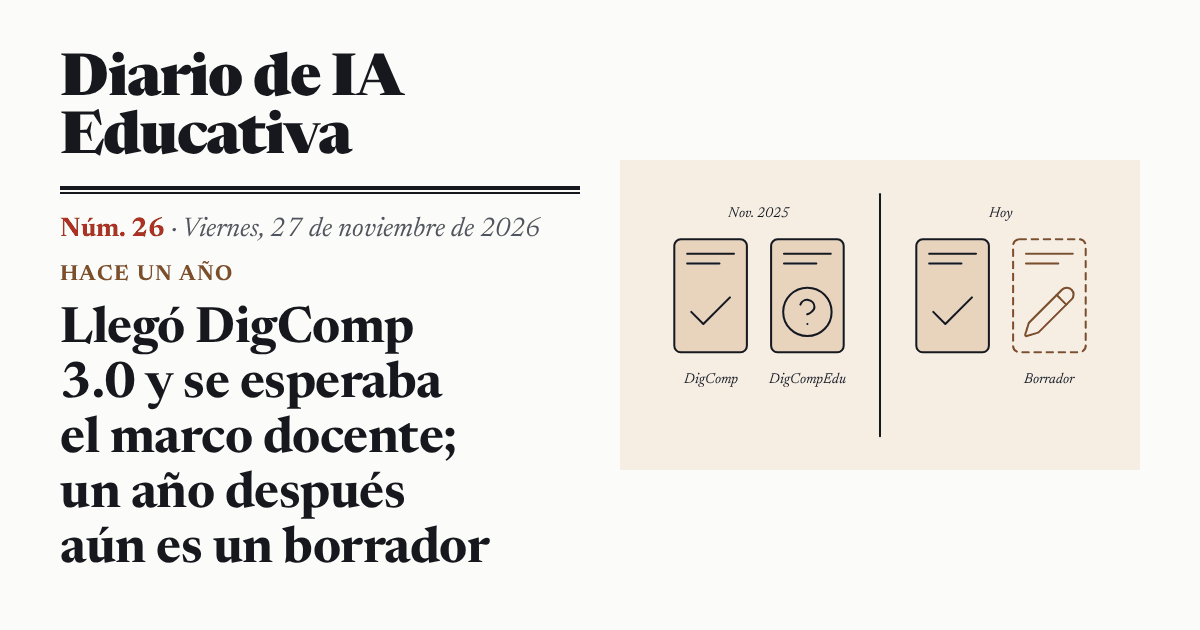 Diario de IA
Educativa
Núm. 26 · Viernes, 27 de noviembre de 2026
HACE UN AÑO
Llegó DigComp
3.0 y se esperaba
el marco docente;
un año después
aún es un borrador
Nov. 2025
Hoy
?
DigComp
DigCompEdu
Borrador